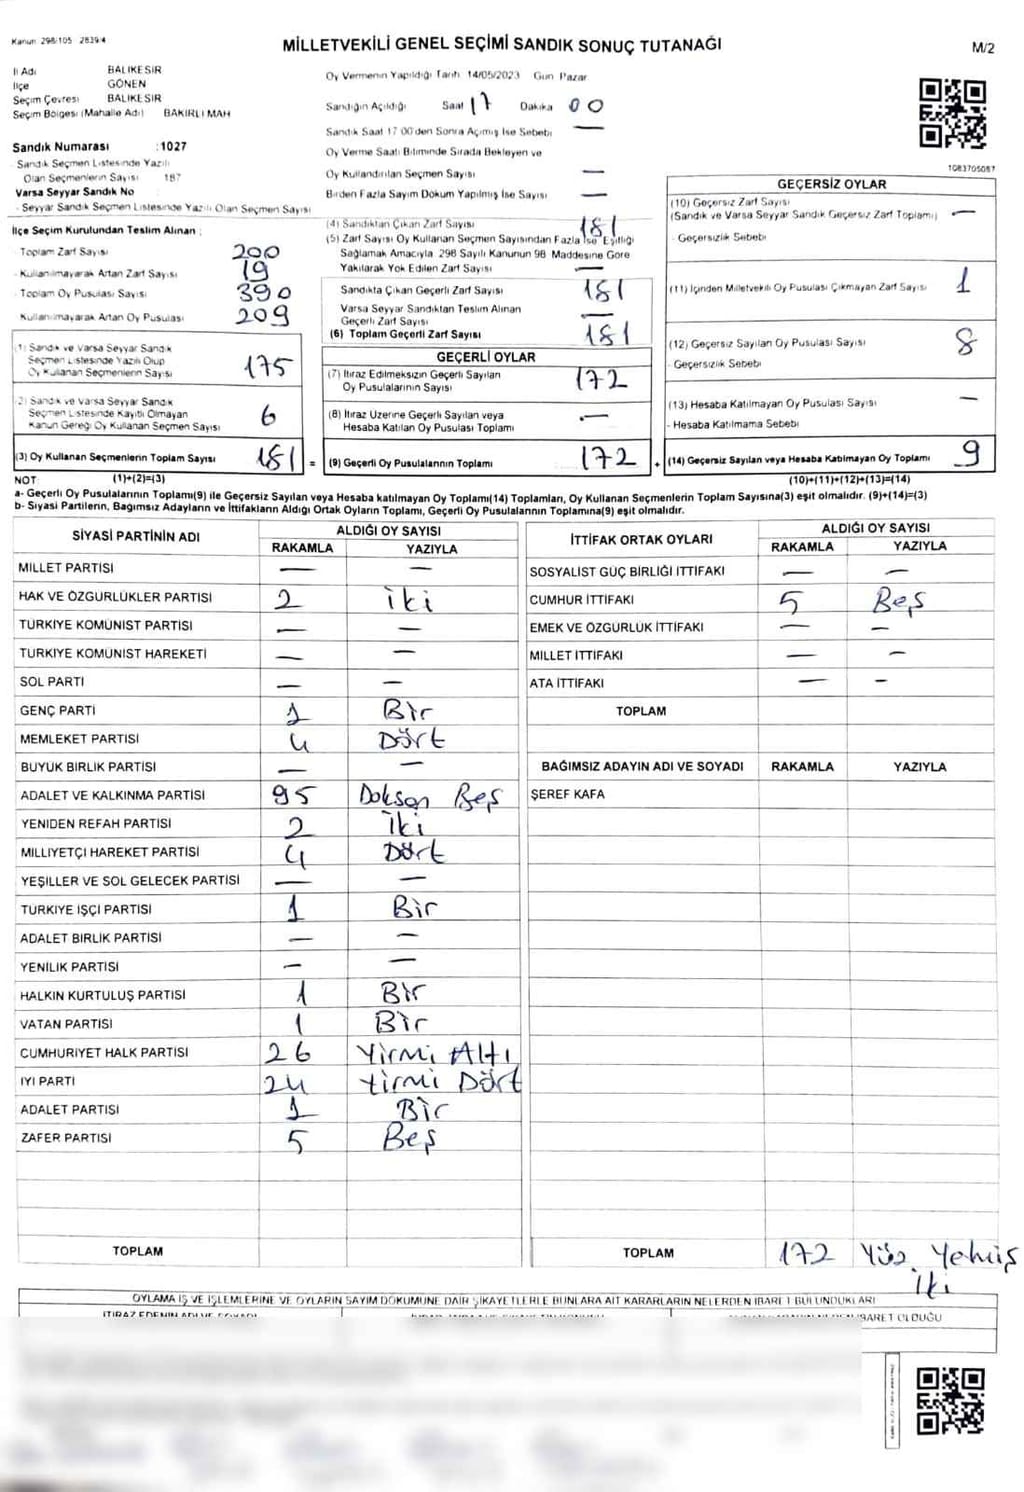 Kanun 298/105 2839/4
MİLLETVEKİLİ GENEL SEÇİMİ SANDIK SONUÇ TUTANAĞI
M/2
İl Adı BALIKESİR
İlçe GÖNEN
Seçim Çevresi BALIKESİR
Seçim Bölgesi (Mahalle Adı) BAKIRLI MAH
Sandık Numarası :1027
Sandık Seçmen Listesinde Yazılı
Olan Seçmenlerin Sayısı 187
Varsa Seyyar Sandık No
- Seyyar Sandık Seçmen Listesinde Yazılı Olan Seçmen Sayısı
İlçe Seçim Kurulundan Teslim Alınan :
Toplam Zarf Sayısı 200
Kullanılmayarak Artan Zarf Sayısı 19
Toplam Oy Pusulası Sayısı 390
Kullanılmayarak Artan Oy Pusulası 209
(1) Sandık ve Varsa Seyyar Sandık
Seçmen Listesinde Yazılı Olup
Oy Kullanan Seçmenlerin Sayısı 175
(2) Sandık ve Varsa Seyyar Sandık
Seçmen Listesinde Kayıtlı Olmayan
Kanun Gereği Oy Kullanan Seçmen Sayısı 6
(3) Oy Kullanan Seçmenlerin Toplam Sayısı 181 =
Oy Vermenin Yapıldığı Tarih 14/05/2023 Gün Pazar
Sandığın Açıldığı Saat 17 Dakika 00
Sandık Saat 17 00'den Sonra Açılmış İse Sebebi —
Oy Verme Saati Bitiminde Sırada Bekleyen ve
Oy Kullandırılan Seçmen Sayısı —
Birden Fazla Sayım Döküm Yapılmış İse Sayısı —
(4) Sandıktan Çıkan Zarf Sayısı 181
(5) Zarf Sayısı Oy Kullanan Seçmen Sayısından Fazla İse Eşitliği
Sağlamak Amacıyla 298 Sayılı Kanunun 98 Maddesine Göre
Yakılarak Yok Edilen Zarf Sayısı —
Sandıkta Çıkan Geçerli Zarf Sayısı 181
Varsa Seyyar Sandıktan Teslim Alınan
Geçerli Zarf Sayısı —
(6) Toplam Geçerli Zarf Sayısı 181
GEÇERLİ OYLAR
(7) İtiraz Edilmeksizin Geçerli Sayılan
Oy Pusulalarının Sayısı 172
(8) İtiraz Üzerine Geçerli Sayılan veya
Hesaba Katılan Oy Pusulası Toplamı —
(9) Geçerli Oy Pusulalarının Toplamı 172 +
1083705087
GEÇERSİZ OYLAR
(10) Geçersiz Zarf Sayısı
(Sandık ve Varsa Seyyar Sandık Geçersiz Zarf Toplamı) —
- Geçersizlik Sebebi
(11) İçinden Milletvekili Oy Pusulası Çıkmayan Zarf Sayısı 1
(12) Geçersiz Sayılan Oy Pusulası Sayısı 8
- Geçersizlik Sebebi
(13) Hesaba Katılmayan Oy Pusulası Sayısı —
- Hesaba Katılmama Sebebi
(14) Geçersiz Sayılan veya Hesaba Katılmayan Oy Toplamı 9
NOT (1)+(2)=(3) (10)+(11)+(12)+(13)=(14)
a- Geçerli Oy Pusulalarının Toplamı(9) ile Geçersiz Sayılan veya Hesaba katılmayan Oy Toplamı(14) Toplamları, Oy Kullanan Seçmenlerin Toplam Sayısına(3) eşit olmalıdır. (9)+(14)=(3)
b- Siyasi Partilerin, Bağımsız Adayların ve İttifakların Aldığı Ortak Oyların Toplamı, Geçerli Oy Pusulalarının Toplamına(9) eşit olmalıdır.
SİYASİ PARTİNİN ADI ALDIĞI OY SAYISI
RAKAMLA YAZIYLA
MİLLET PARTİSİ — —
HAK VE ÖZGÜRLÜKLER PARTİSİ 2 iki
TÜRKİYE KOMÜNİST PARTİSİ — —
TÜRKİYE KOMÜNİST HAREKETİ — —
SOL PARTİ — —
GENÇ PARTİ 1 Bir
MEMLEKET PARTİSİ 4 Dört
BÜYÜK BİRLİK PARTİSİ — —
ADALET VE KALKINMA PARTİSİ 95 Doksan Beş
YENİDEN REFAH PARTİSİ 2 İki
MİLLİYETÇİ HAREKET PARTİSİ 4 Dört
YEŞİLLER VE SOL GELECEK PARTİSİ — —
TÜRKİYE İŞÇİ PARTİSİ 1 Bir
ADALET BİRLİK PARTİSİ — —
YENİLİK PARTİSİ — —
HALKIN KURTULUŞ PARTİSİ 1 Bir
VATAN PARTİSİ 1 Bir
CUMHURİYET HALK PARTİSİ 26 Yirmi Altı
İYİ PARTİ 24 Yirmi Dört
ADALET PARTİSİ 1 Bir
ZAFER PARTİSİ 5 Beş
TOPLAM
İTTİFAK ORTAK OYLARI ALDIĞI OY SAYISI
RAKAMLA YAZIYLA
SOSYALİST GÜÇ BİRLİĞİ İTTİFAKI — —
CUMHUR İTTİFAKI 5 Beş
EMEK VE ÖZGÜRLÜK İTTİFAKI — —
MİLLET İTTİFAKI — —
ATA İTTİFAKI — —
TOPLAM
BAĞIMSIZ ADAYIN ADI VE SOYADI RAKAMLA YAZIYLA
ŞEREF KAFA
TOPLAM 172 Yüz Yetmiş
İki
OYLAMA İŞ VE İŞLEMLERİNE VE OYLARIN SAYIM DÖKÜMÜNE DAİR ŞİKAYETLERLE BUNLARA AİT KARARLARIN NELERDEN İBARET BULUNDUKLARI
İTİRAZ EDENİN ADI VE SOYADI
İBARET OLDUĞU